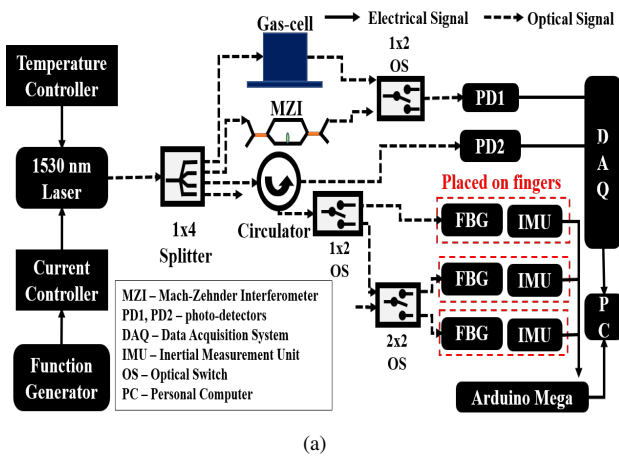 Electrical Signal
Optical Signal
Gas-cell
1x2
OS
Temperature
Controller
MZI
PD1
D
A
Q
1530 nm
Laser
PD2
1x4
Splitter
Circulator
1x2
OS
Placed on fingers
FBG
IMU
Current
Controller
FBG
IMU
P
C
2x2
OS
FBG
IMU
Function
Generator
MZI – Mach-Zehnder Interferometer
PD1, PD2 – photo-detectors
DAQ – Data Acquisition System
IMU – Inertial Measurement Unit
OS – Optical Switch
PC – Personal Computer
Arduino Mega
(a)